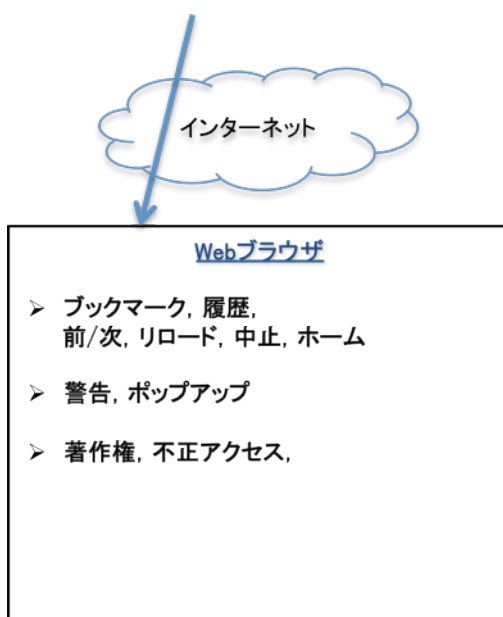 インターネット
Webブラウザ
➢ ブックマーク, 履歴,
前/次, リロード, 中止, ホーム
➢ 警告, ポップアップ
➢ 著作権, 不正アクセス,